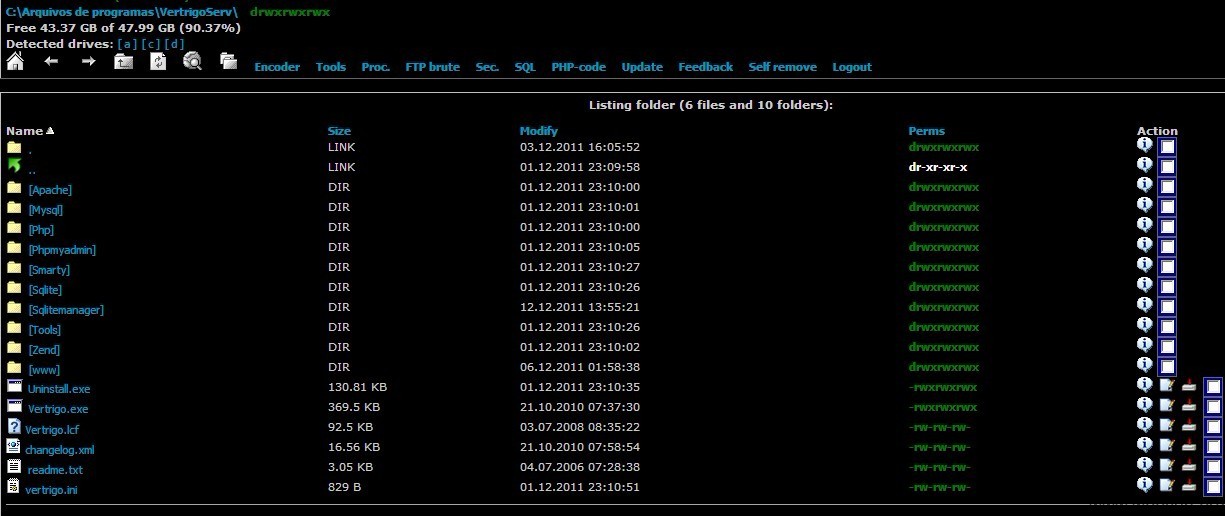 C:\Arquivos de programas\VertrigoServ\ drwxrwxrwx
Free 43.37 GB of 47.99 GB (90.37%)
Detected drives: [a] [c] [d]
Encoder Tools Proc. FTP brute Sec. SQL PHP-code Update Feedback Self remove Logout
Listing folder (6 files and 10 folders):
Name Size Modify Perms Action
. LINK 03.12.2011 16:05:52 drwxrwxrwx
.. LINK 01.12.2011 23:09:58 dr-xr-xr-x
[Apache] DIR 01.12.2011 23:10:00 drwxrwxrwx
[Mysql] DIR 01.12.2011 23:10:01 drwxrwxrwx
[Php] DIR 01.12.2011 23:10:00 drwxrwxrwx
[Phpmyadmin] DIR 01.12.2011 23:10:05 drwxrwxrwx
[Smarty] DIR 01.12.2011 23:10:27 drwxrwxrwx
[Sqlite] DIR 01.12.2011 23:10:26 drwxrwxrwx
[Sqlitemanager] DIR 12.12.2011 13:55:21 drwxrwxrwx
[Tools] DIR 01.12.2011 23:10:26 drwxrwxrwx
[Zend] DIR 01.12.2011 23:10:02 drwxrwxrwx
[www] DIR 06.12.2011 01:58:38 drwxrwxrwx
Uninstall.exe 130.81 KB 01.12.2011 23:10:35 -rwxrwxrwx
Vertrigo.exe 369.5 KB 21.10.2010 07:37:30 -rwxrwxrwx
Vertrigo.lcf 92.5 KB 03.07.2008 08:35:22 -rw-rw-rw-
changelog.xml 16.56 KB 21.10.2010 07:58:54 -rw-rw-rw-
readme.txt 3.05 KB 04.07.2006 07:28:38 -rw-rw-rw-
vertrigo.ini 829 B 01.12.2011 23:10:51 -rw-rw-rw-